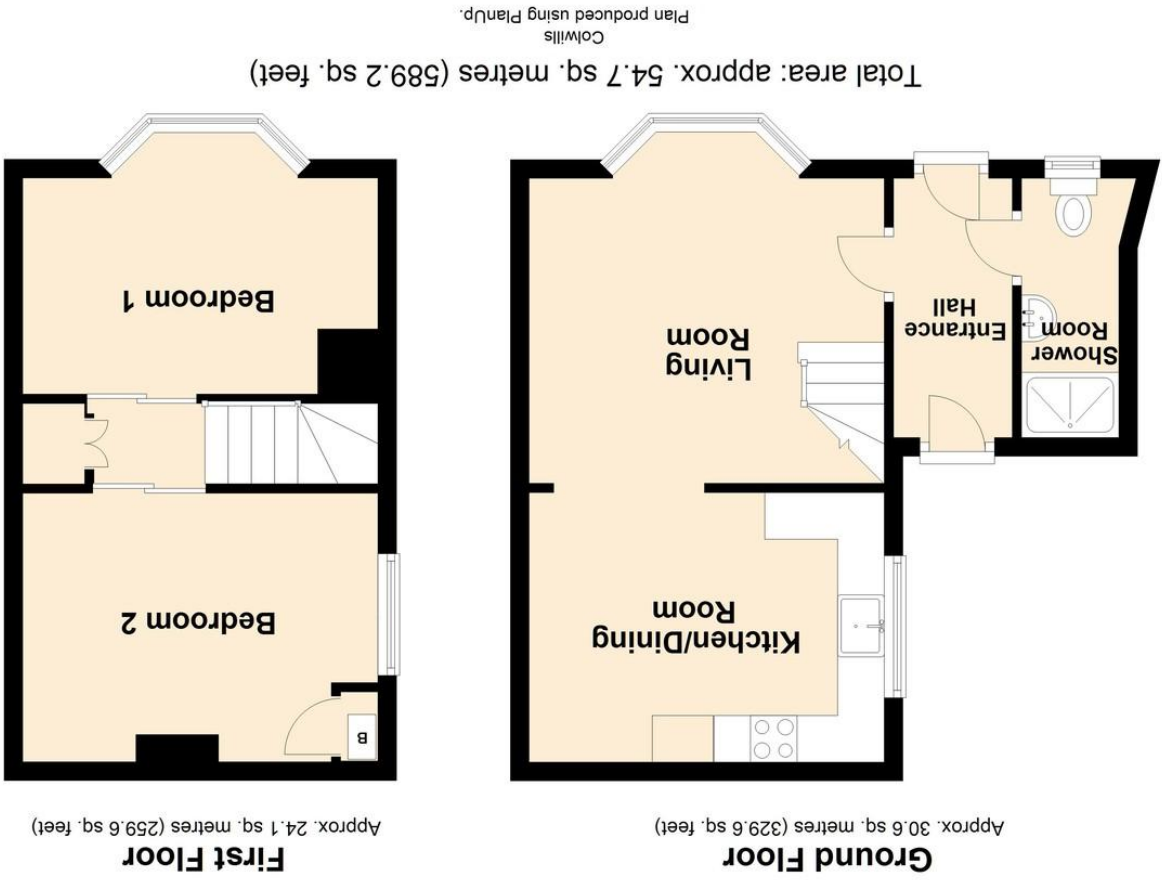 Ground Floor
Approx. 30.6 sq. metres (329.6 sq. feet)
Kitchen/Dining
Room
Living
Room
Entrance
Hall
Shower
Room
First Floor
Approx. 24.1 sq. metres (259.6 sq. feet)
B
Bedroom 2
Bedroom 1
Total area: approx. 54.7 sq. metres (589.2 sq. feet)
Colwills
Plan produced using PlanUp.